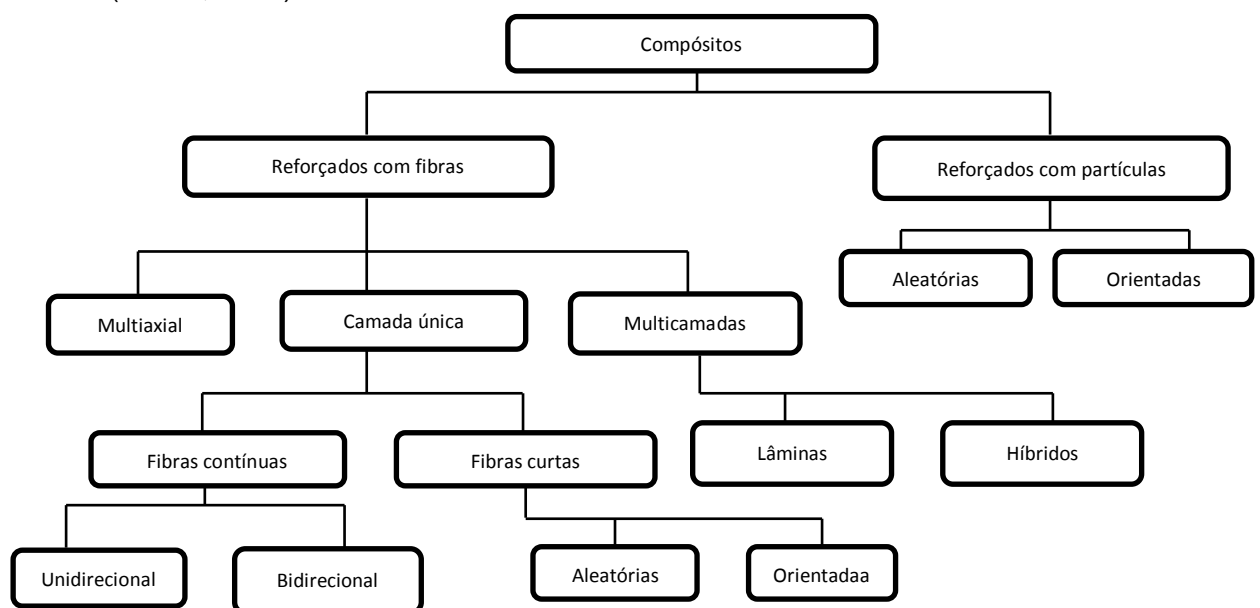 Compósitos
Reforçados com fibras
Reforçados com partículas
Aleatórias
Orientadas
Multiaxial
Camada única
Multicamadas
Fibras contínuas
Fibras curtas
Lâminas
Híbridos
Unidirecional
Bidirecional
Aleatórias
Orientadaa